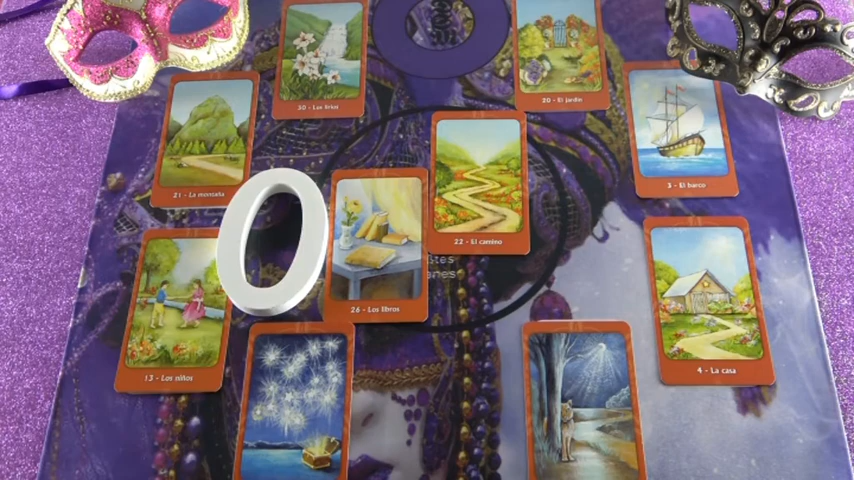 30 - Los lirios
20 - El jardín
21 - La montaña
3 - El barco
22 - El camino
0
26 - Los libros
13 - Los niños
4 - La casa